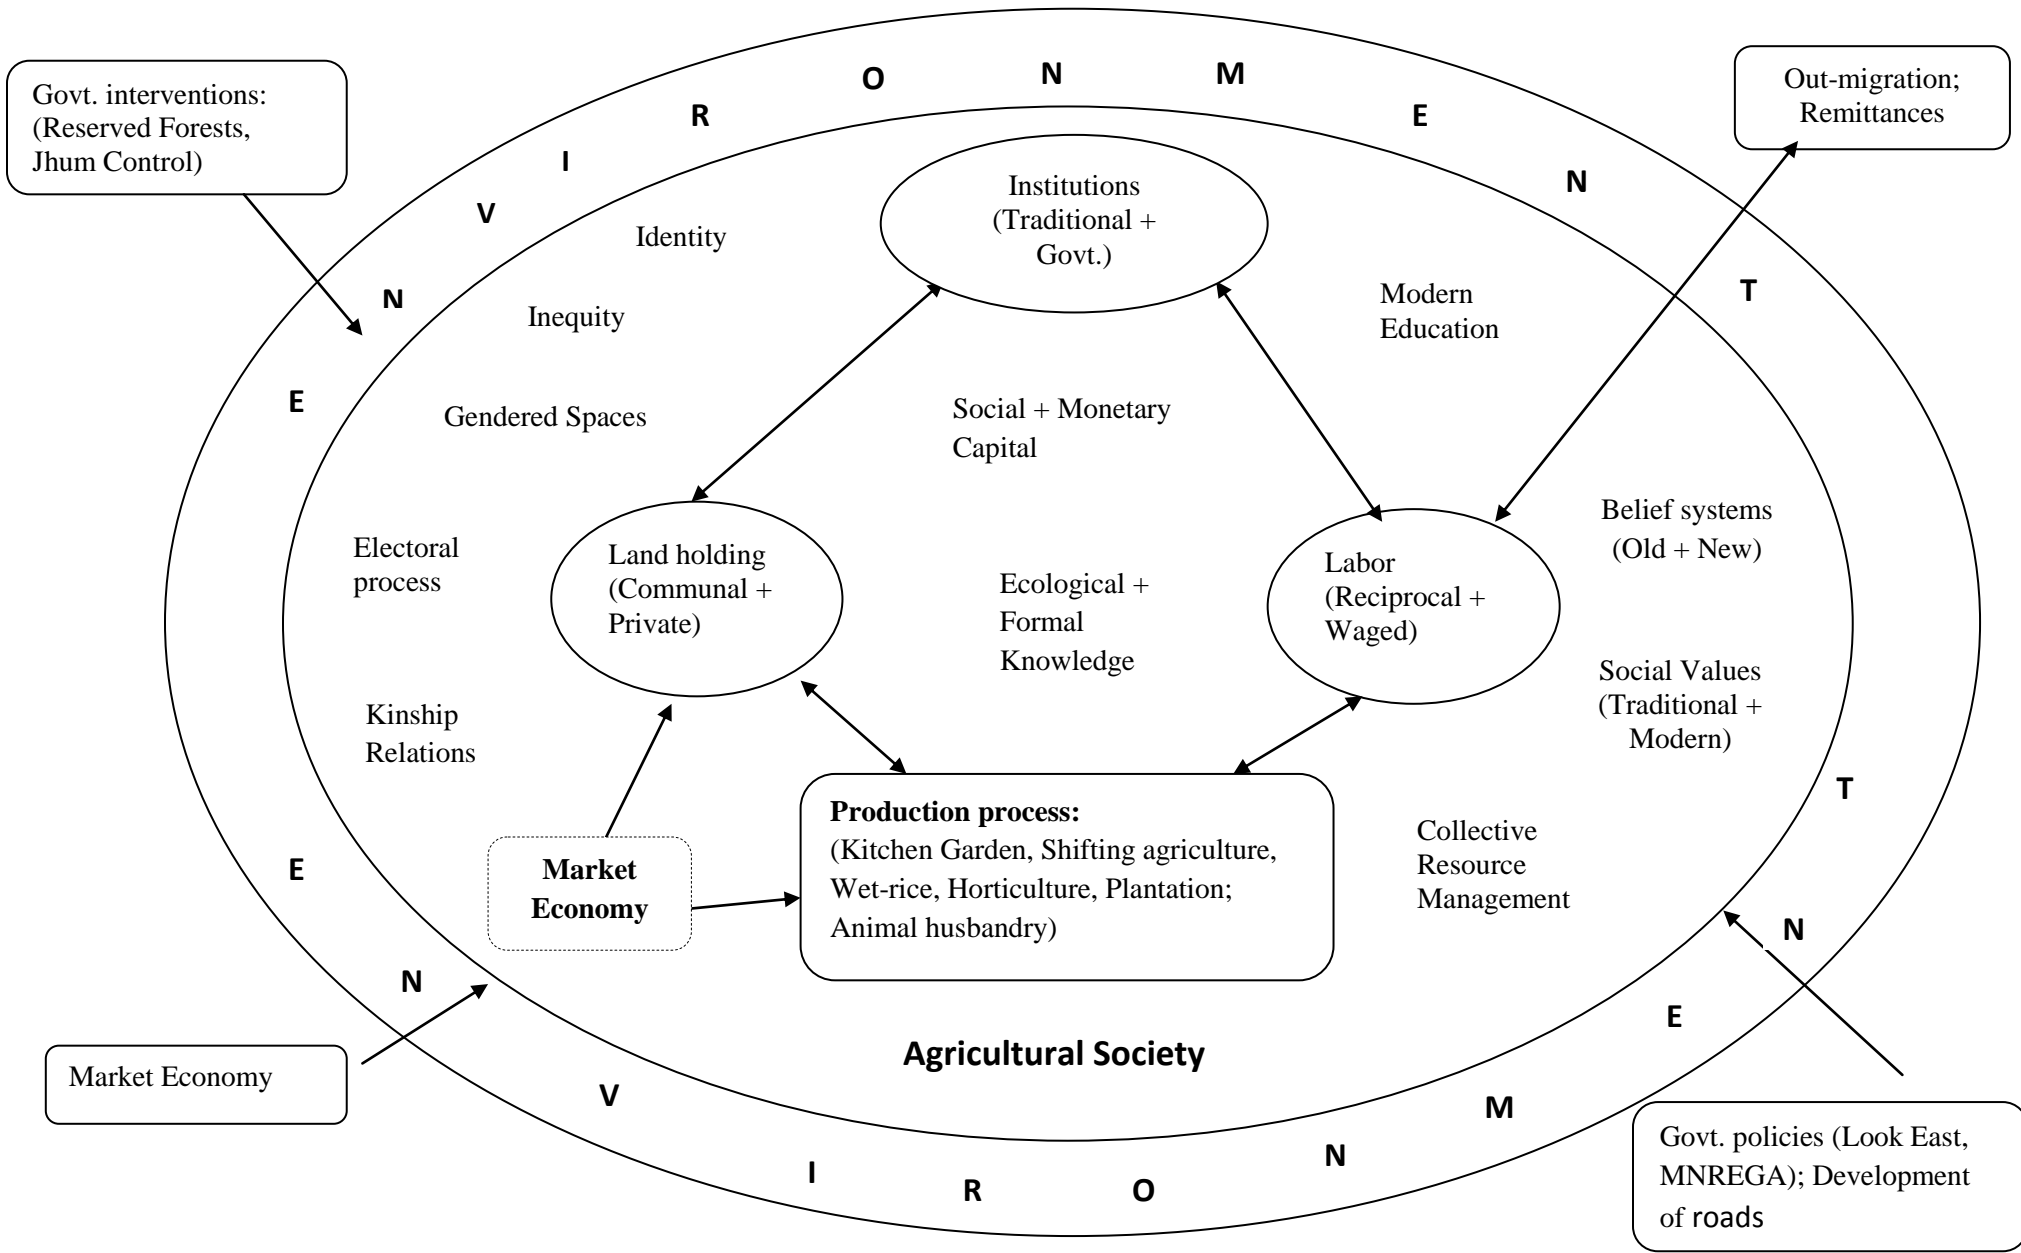 E N V I R O N M E N T
Govt. interventions:
(Reserved Forests,
Jhum Control)
Out-migration;
Remittances
Institutions
(Traditional +
Govt.)
Identity
Inequity
Modern
Education
Gendered Spaces
Social + Monetary
Capital
Electoral
process
Land holding
(Communal +
Private)
Ecological +
Formal
Knowledge
Labor
(Reciprocal +
Waged)
Belief systems
(Old + New)
Kinship
Relations
Social Values
(Traditional +
Modern)
Market
Economy
Production process:
(Kitchen Garden, Shifting agriculture,
Wet-rice, Horticulture, Plantation;
Animal husbandry)
Collective
Resource
Management
Agricultural Society
Market Economy
Govt. policies (Look East,
MNREGA); Development
of roads
E N V I R O N M E N T